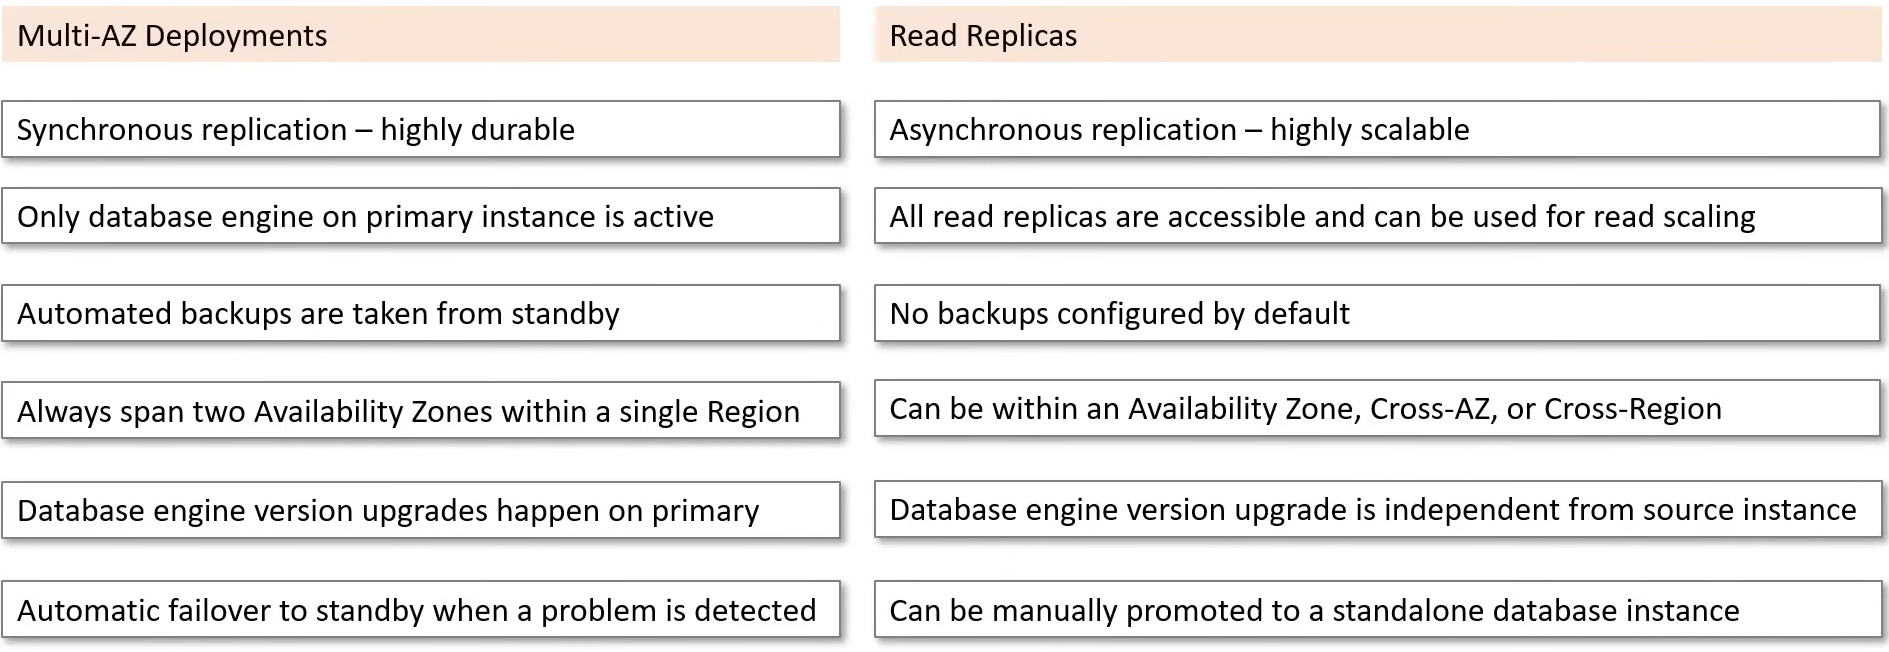 Multi-AZ Deployments
Read Replicas
Synchronous replication – highly durable
Asynchronous replication – highly scalable
Only database engine on primary instance is active
All read replicas are accessible and can be used for read scaling
Automated backups are taken from standby
No backups configured by default
Always span two Availability Zones within a single Region
Can be within an Availability Zone, Cross-AZ, or Cross-Region
Database engine version upgrades happen on primary
Database engine version upgrade is independent from source instance
Automatic failover to standby when a problem is detected
Can be manually promoted to a standalone database instance